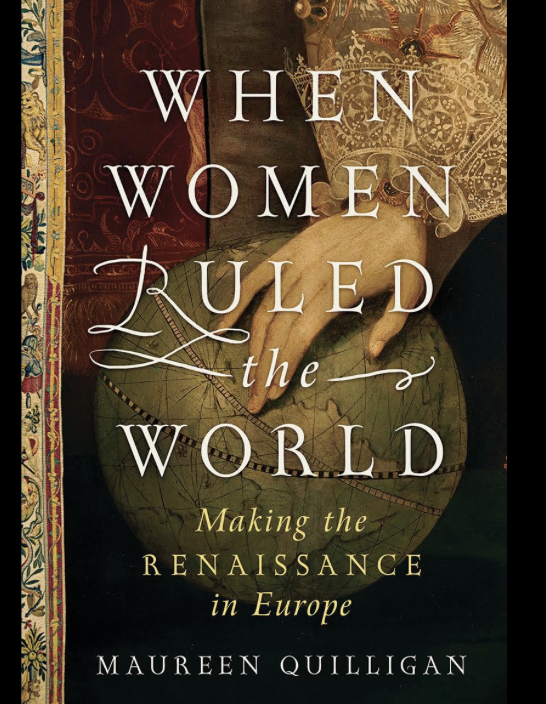 WHEN
WOMEN
RULED
the
WORLD
Making the
RENAISSANCE
in Europe
MAUREEN QUILLIGAN